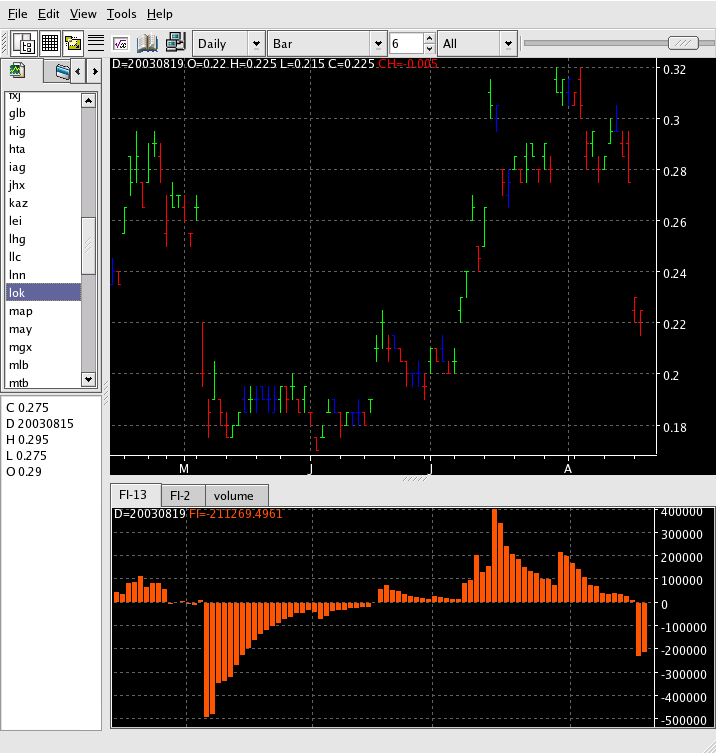 File Edit View Tools Help
Daily Bar 6 All
fxj
glb
hig
hta
iag
jhx
kaz
lei
lhg
llc
lnn
lok
map
may
mgx
mlb
mtb
C 0.275
D 20030815
H 0.295
L 0.275
O 0.29
D=20030819 O=0.22 H=0.225 L=0.215 C=0.225 CH=-0.005
0.32
0.3
0.28
0.26
0.24
0.22
0.2
0.18
M J J A
FI-13 FI-2 volume
D=20030819 FI=-211269.4961
400000
300000
200000
100000
0
-100000
-200000
-300000
-400000
-500000